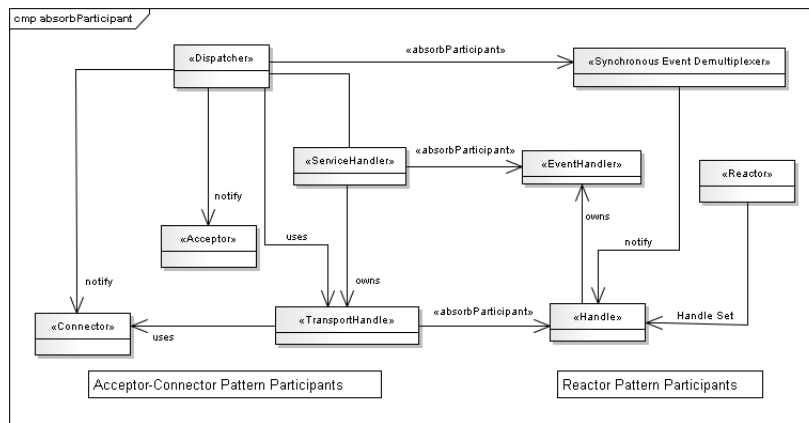 cmp absorbParticipant
«Dispatcher»
«absorbParticipant»
«Synchronous Event Demultiplexer»
«ServiceHandler»
«absorbParticipant»
«EventHandler»
«Reactor»
notify
«Acceptor»
uses
owns
notify
notify
owns
«Connector»
uses
«TransportHandle»
«absorbParticipant»
«Handle»
Handle Set
Acceptor-Connector Pattern Participants
Reactor Pattern Participants